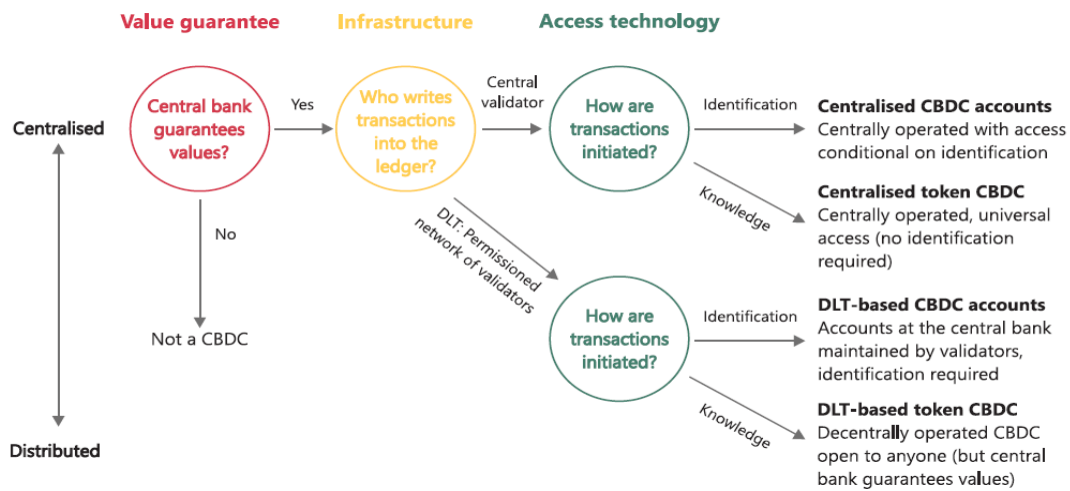 Value guarantee
Infrastructure
Access technology
Centralised
Distributed
Central bank
guarantees
values?
Yes
No
Not a CBDC
Who writes
transactions
into the
ledger?
Central
validator
DLT: Permissioned
network of validators
How are
transactions
initiated?
Identification
Centralised CBDC accounts
Centrally operated with access
conditional on identification
Knowledge
Centralised token CBDC
Centrally operated, universal
access (no identification
required)
How are
transactions
initiated?
Identification
DLT-based CBDC accounts
Accounts at the central bank
maintained by validators,
identification required
Knowledge
DLT-based token CBDC
Decentrally operated CBDC
open to anyone (but central
bank guarantees values)